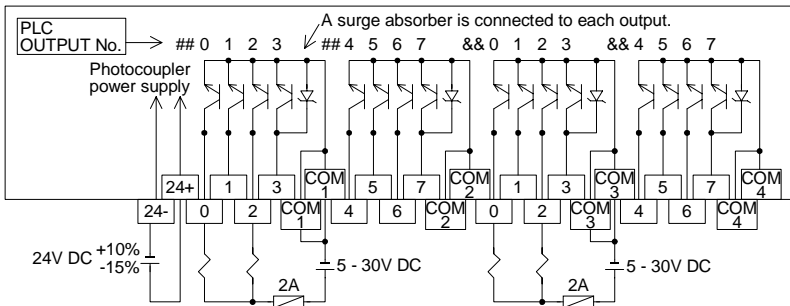 A surge absorber is connected to each output.
PLC
OUTPUT No.
## 0 1 2 3 ## 4 5 6 7 && 0 1 2 3 && 4 5 6 7
Photocoupler
power supply
24+ 1 3 COM 1 5 7 COM 2 1 3 COM 3 5 7 COM 4
24- 0 2 COM 1 4 6 COM 2 0 2 COM 3 4 6 COM 4
24V DC +10%
-15%
5 - 30V DC 5 - 30V DC
2A 2A